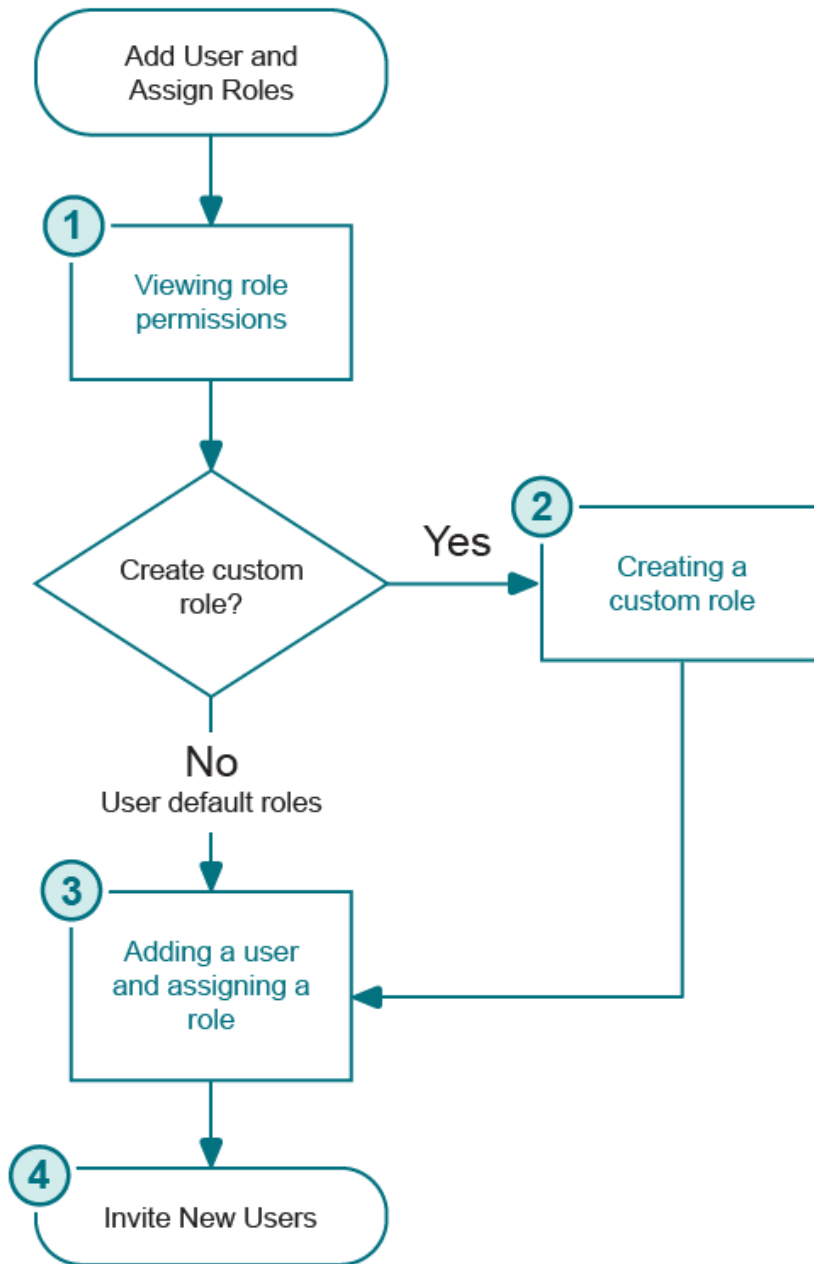 Add User and
Assign Roles
1
Viewing role
permissions
Create custom
role?
Yes
2
Creating a
custom role
No
User default roles
3
Adding a user
and assigning a
role
4
Invite New Users